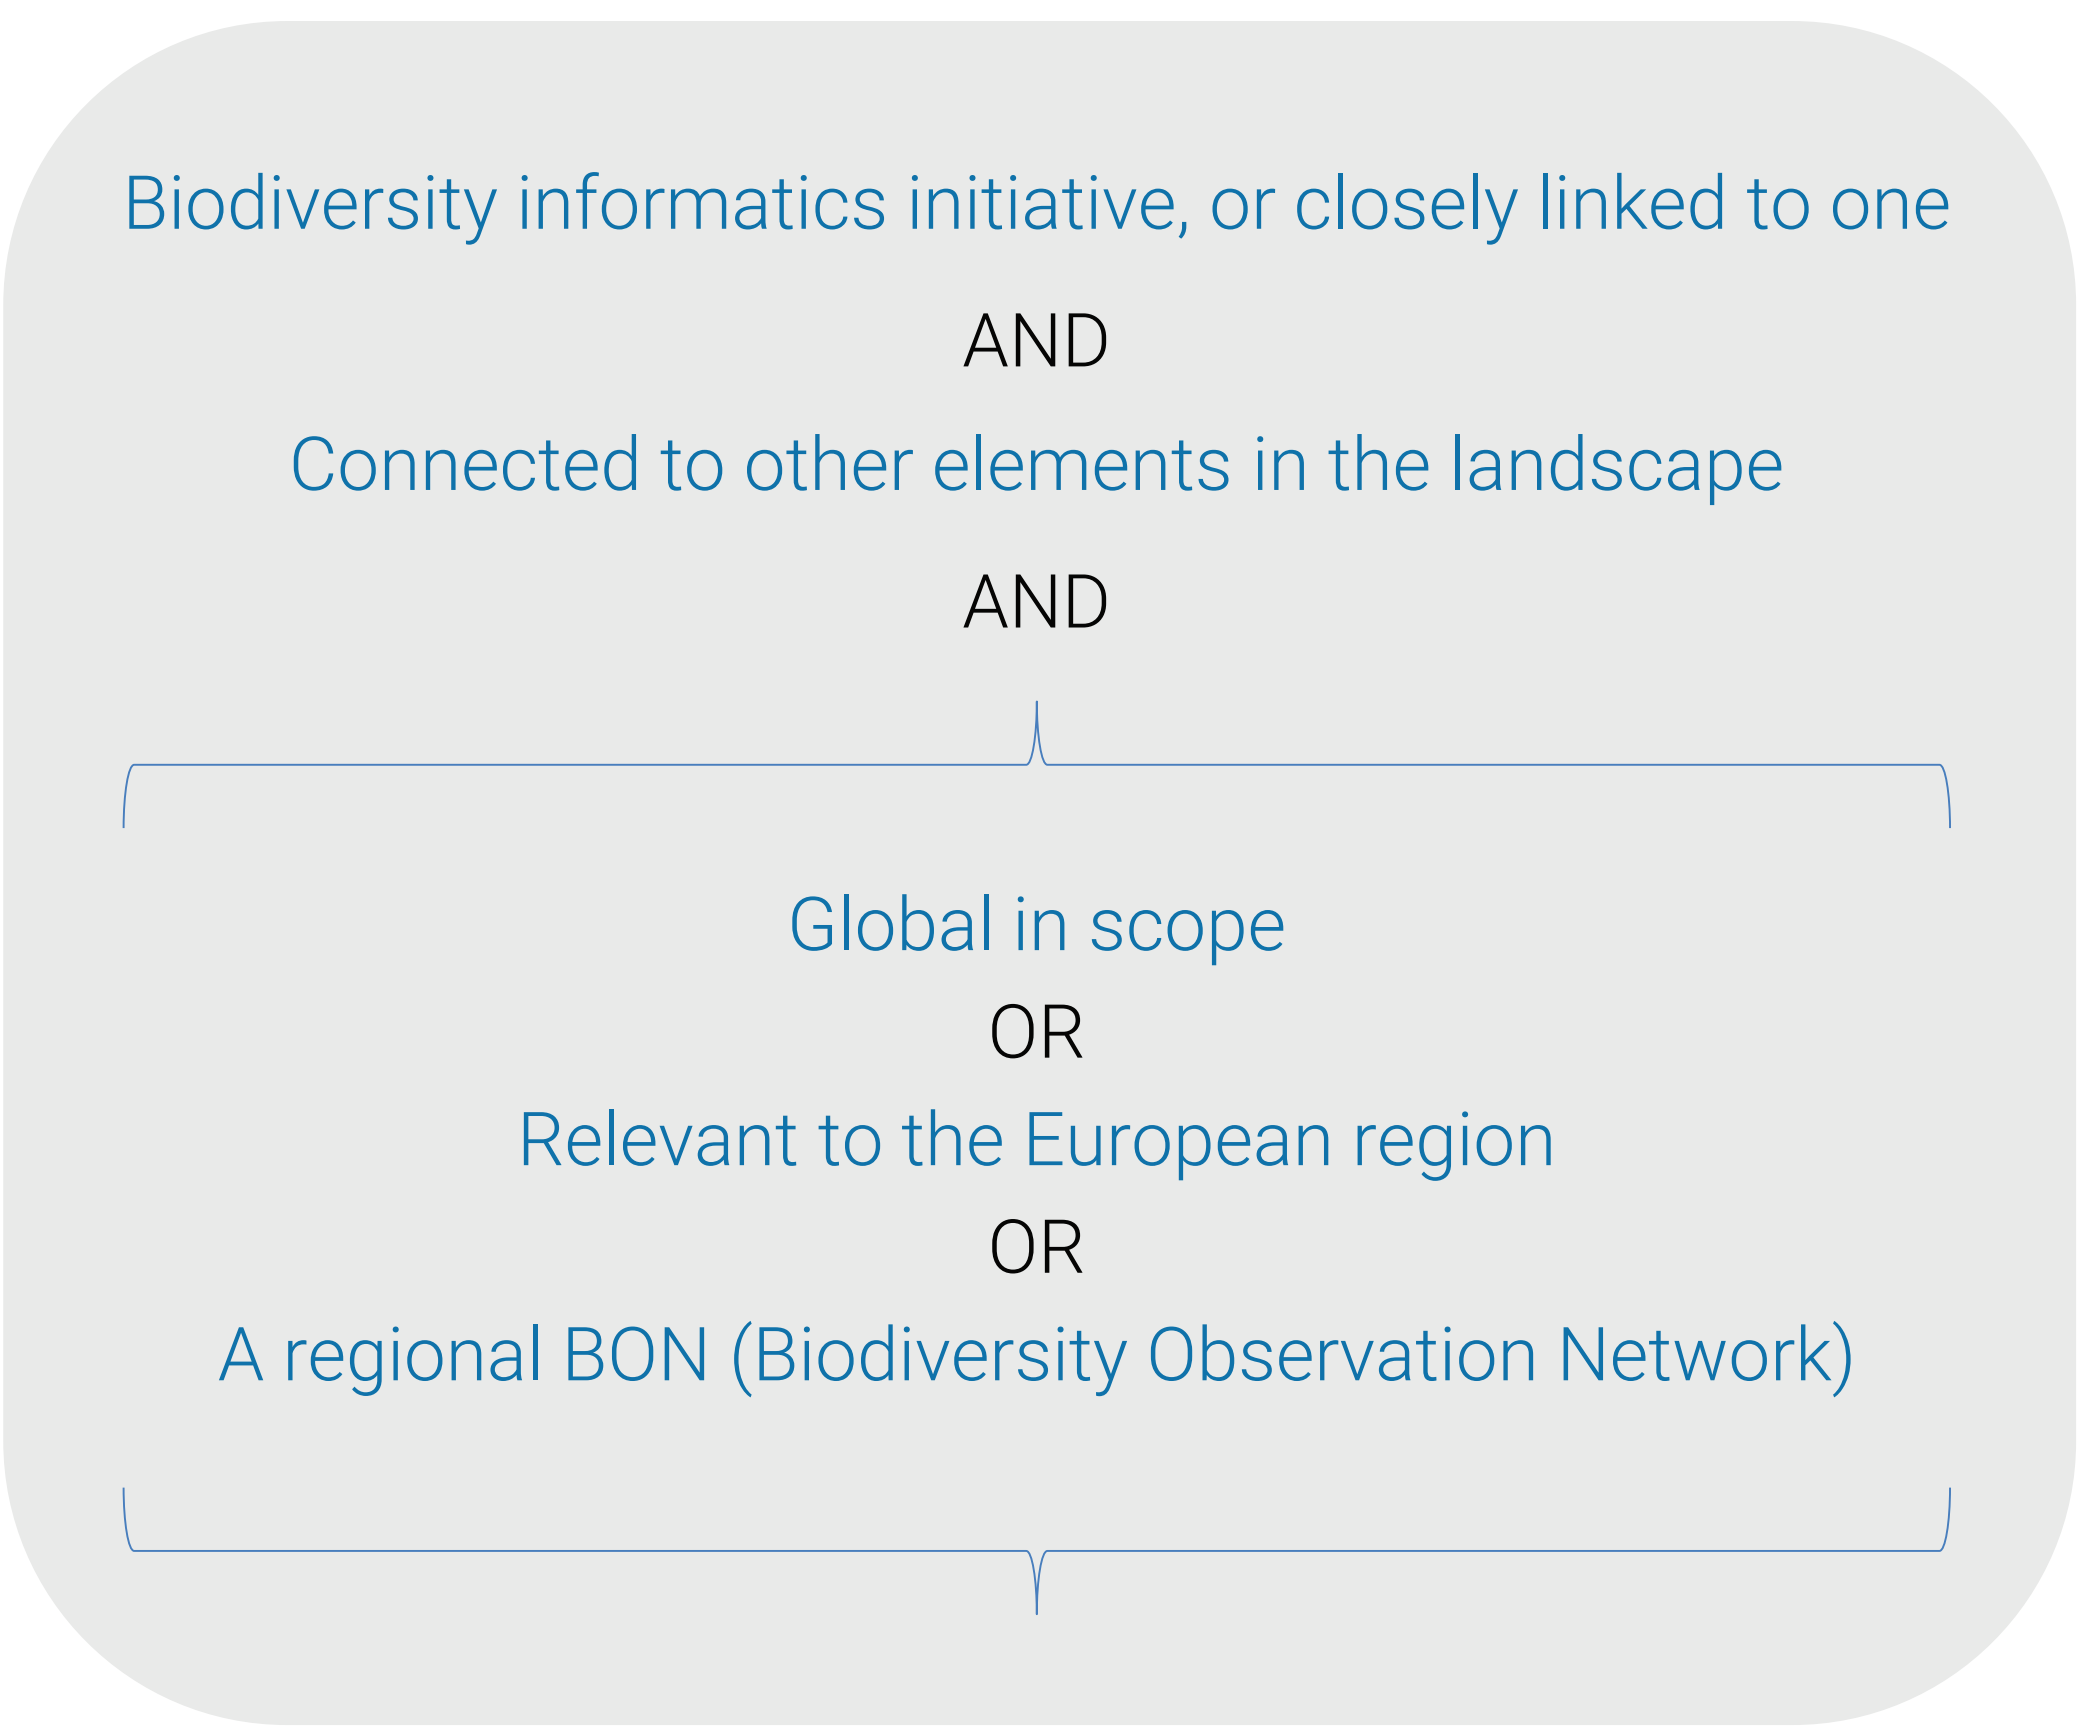 Biodiversity informatics initiative, or closely linked to one
AND
Connected to other elements in the landscape
AND
Global in scope
OR
Relevant to the European region
OR
A regional BON (Biodiversity Observation Network)